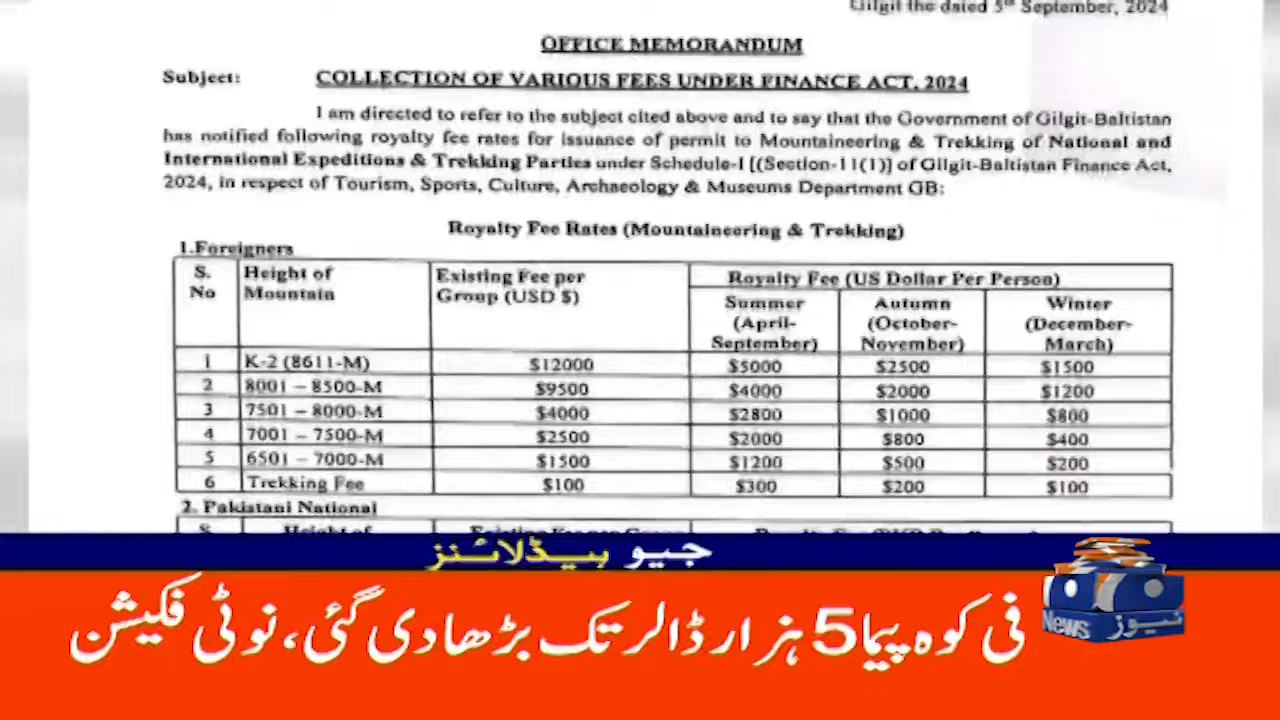 Gilgit the dated 5th September, 2024
OFFICE MEMORANDUM
Subject: COLLECTION OF VARIOUS FEES UNDER FINANCE ACT, 2024
I am directed to refer to the subject cited above and to say that the Government of Gilgit-Baltistan
has notified following royalty fee rates for issuance of permit to Mountaineering & Trekking of National and
International Expeditions & Trekking Parties under Schedule-I [(Section-11(1)] of Gilgit-Baltistan Finance Act,
2024, in respect of Tourism, Sports, Culture, Archaeology & Museums Department GB:
Royalty Fee Rates (Mountaineering & Trekking)
1.Foreigners
S. No Height of Mountain Existing Fee per Group (USD $) Royalty Fee (US Dollar Per Person)
Summer (April-September) Autumn (October-November) Winter (December-March)
1 K-2 (8611-M) $12000 $5000 $2500 $1500
2 8001 – 8500-M $9500 $4000 $2000 $1200
3 7501 – 8000-M $4000 $2800 $1000 $800
4 7001 – 7500-M $2500 $2000 $800 $400
5 6501 – 7000-M $1500 $1200 $500 $200
6 Trekking Fee $100 $300 $200 $100
2. Pakistani National
جیو ہیڈلائنز
فی کوہ پیما 5 ہزار ڈالر تک بڑھا دی گئی، نوٹی فکیشن
News نیوز